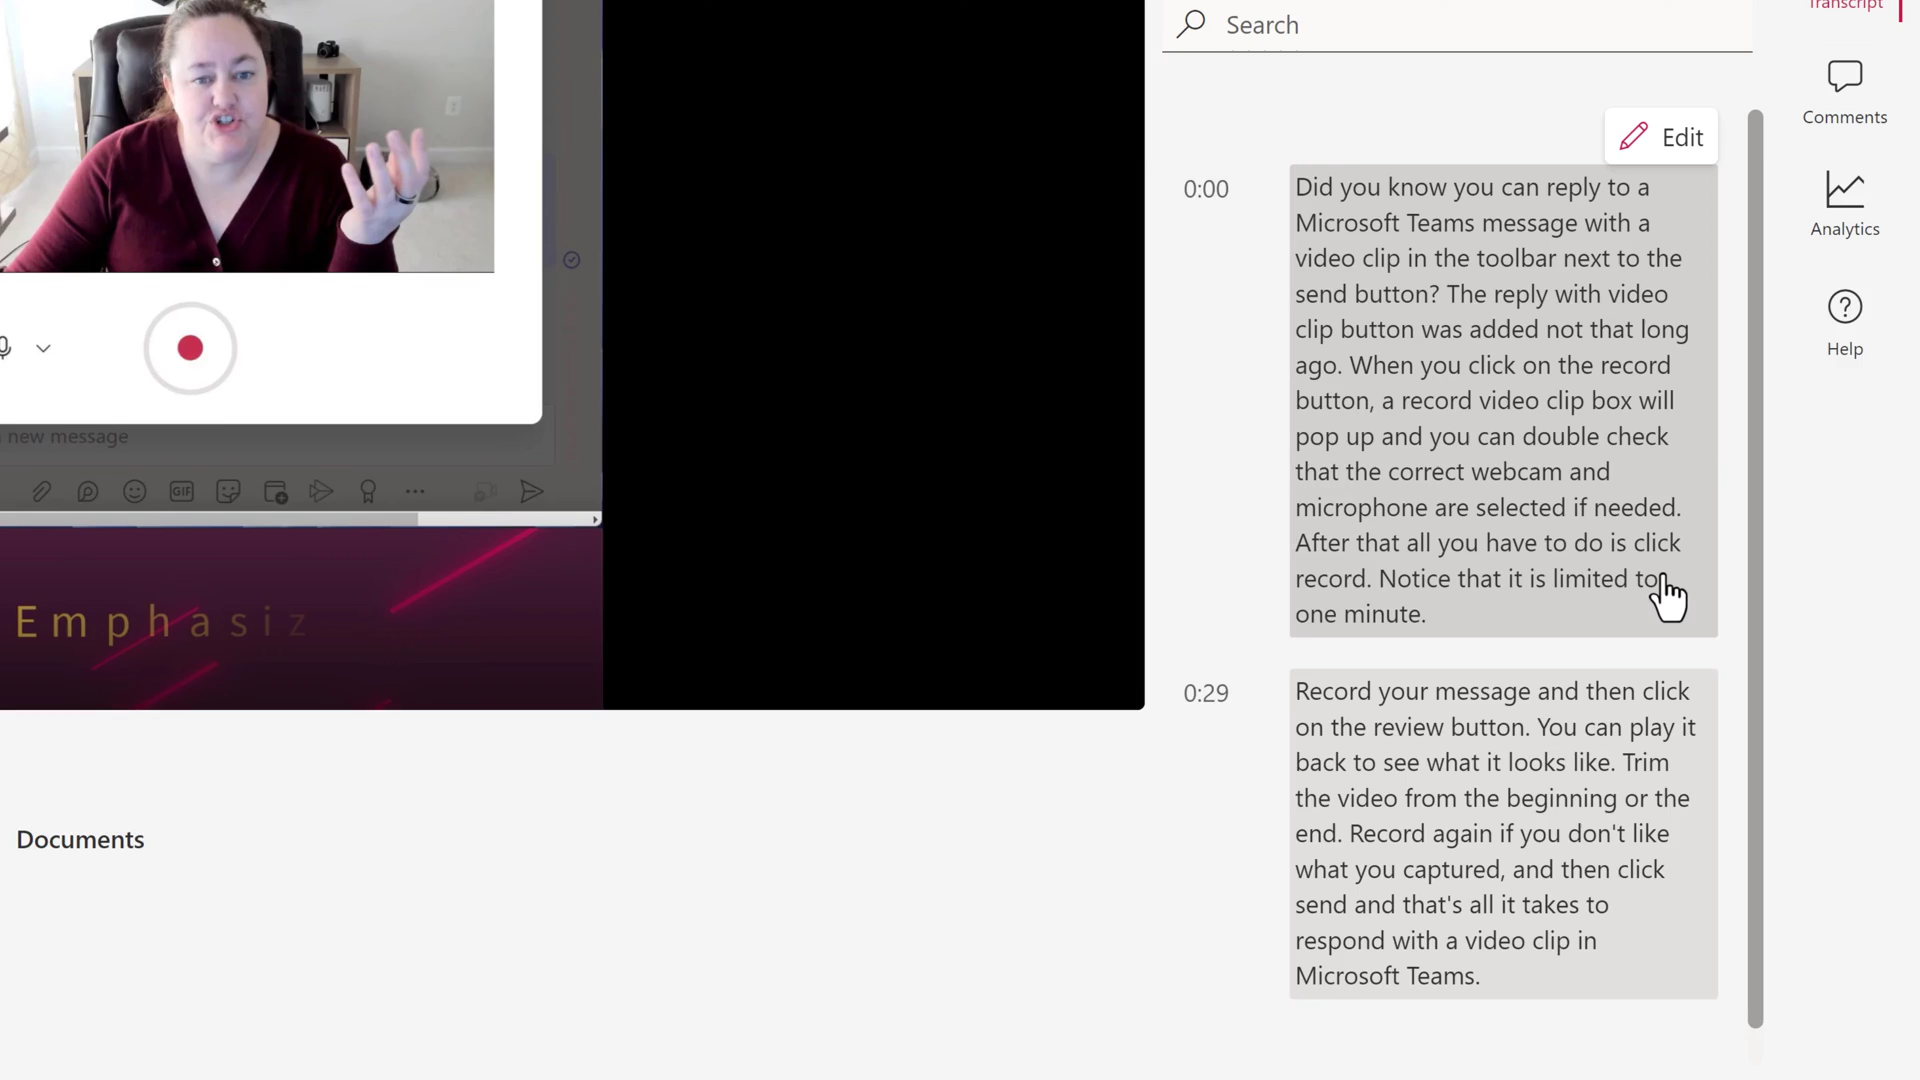 Transcript
Search
Comments
Edit
Analytics
Help
0:00
Did you know you can reply to a
Microsoft Teams message with a
video clip in the toolbar next to the
send button? The reply with video
clip button was added not that long
ago. When you click on the record
button, a record video clip box will
pop up and you can double check
that the correct webcam and
microphone are selected if needed.
After that all you have to do is click
record. Notice that it is limited to
one minute.
0:29
Record your message and then click
on the review button. You can play it
back to see what it looks like. Trim
the video from the beginning or the
end. Record again if you don't like
what you captured, and then click
send and that's all it takes to
respond with a video clip in
Microsoft Teams.
new message
GIF
Emphasiz
Documents